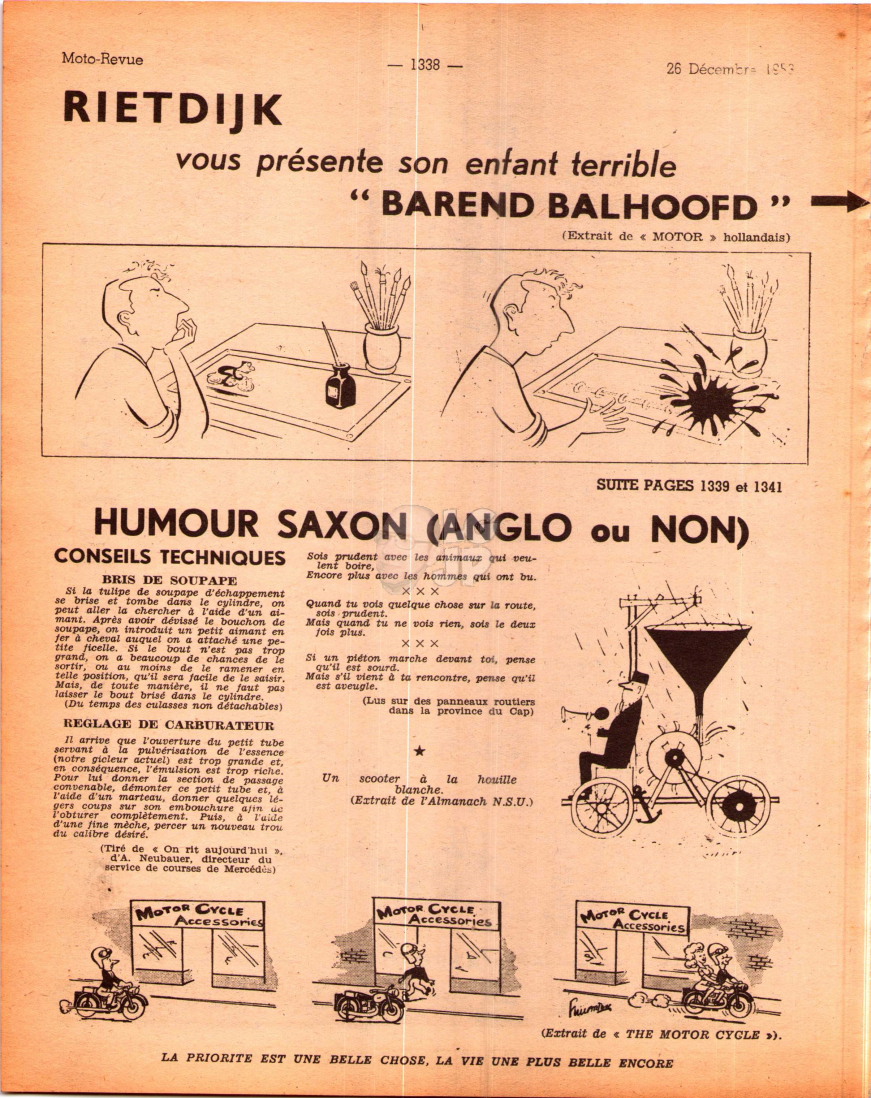 Moto-Revue
— 1338 —
26 Décembre 1953
RIETDIJK
vous présente son enfant terrible
“ BAREND BALHOOFD ”
(Extrait de « MOTOR » hollandais)
SUITE PAGES 1339 et 1341
HUMOUR SAXON (ANGLO ou NON)
CONSEILS TECHNIQUES
BRIS DE SOUPAPE
Si la tulipe de soupape d'échappement
se brise et tombe dans le cylindre, on
peut aller la chercher à l'aide d'un ai-
mant. Après avoir dévissé le bouchon de
soupape, on introduit un petit aimant en
fer à cheval auquel on a attaché une pe-
tite ficelle. Si le bout n'est pas trop
grand, on a beaucoup de chances de le
sortir, ou au moins de le ramener en
telle position, qu'il sera facile de le saisir.
Mais, de toute manière, il ne faut pas
laisser le bout brisé dans le cylindre.
(Du temps des culasses non détachables)
REGLAGE DE CARBURATEUR
Il arrive que l'ouverture du petit tube
servant à la pulvérisation de l'essence
(notre gicleur actuel) est trop grande et,
en conséquence, l'émulsion est trop riche.
Pour lui donner la section de passage
convenable, démonter ce petit tube et, à
l'aide d'un marteau, donner quelques lé-
gers coups sur son embouchure afin de
l'obturer complètement. Puis, à l'aide
d'une fine mèche, percer un nouveau trou
du calibre désiré.
(Tiré de « On rit aujourd'hui »,
d'A. Neubauer, directeur du
service de courses de Mercédès)
Sois prudent avec les animaux qui veu-
lent boire,
Encore plus avec les hommes qui ont bu.
× × ×
Quand tu vois quelque chose sur la route,
sois prudent.
Mais quand tu ne vois rien, sois le deux
fois plus.
× × ×
Si un piéton marche devant toi, pense
qu'il est sourd.
Mais s'il vient à ta rencontre, pense qu'il
est aveugle.
(Lus sur des panneaux routiers
dans la province du Cap)
★
Un scooter à la houille
blanche.
(Extrait de l'Almanach N.S.U.)
MOTOR CYCLE
ACCESSORIES
MOTOR CYCLE
ACCESSORIES
MOTOR CYCLE
ACCESSORIES
(Extrait de « THE MOTOR CYCLE »).
LA PRIORITE EST UNE BELLE CHOSE, LA VIE UNE PLUS BELLE ENCORE